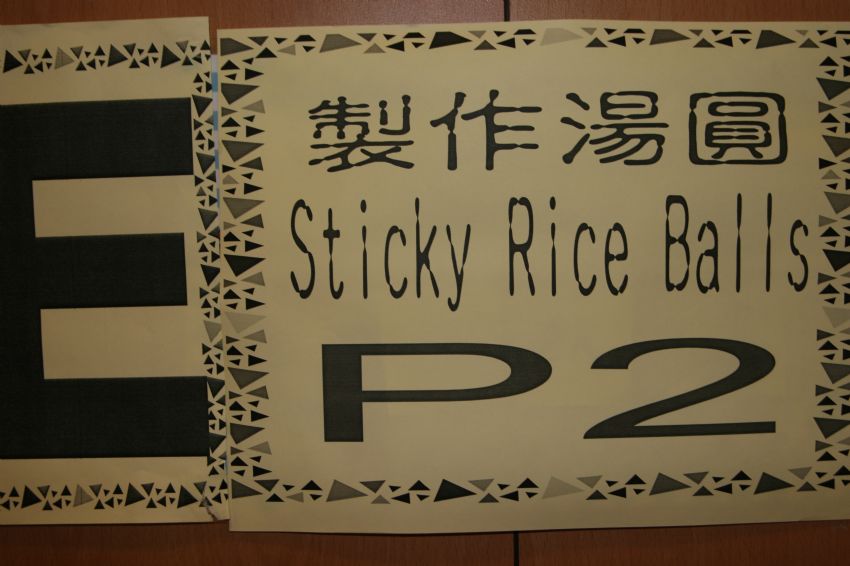 E
製作湯圓
Sticky Rice Balls
P2